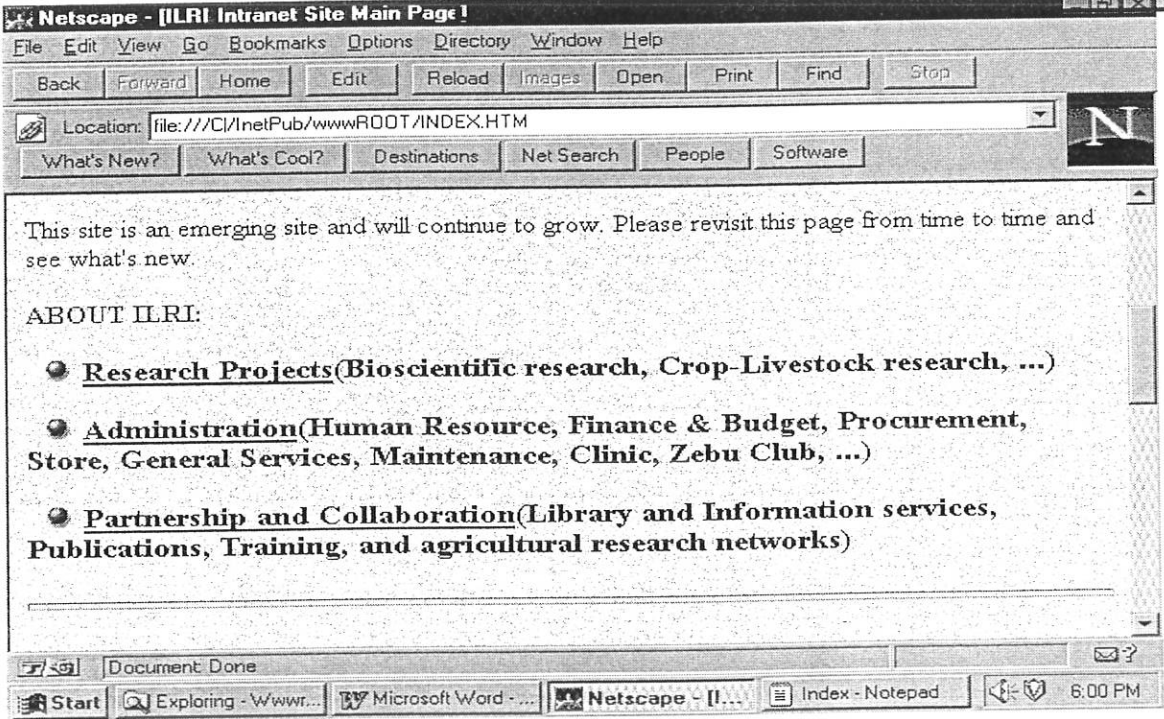 Netscape - [ILRI Intranet Site Main Page]
File Edit View Go Bookmarks Options Directory Window Help
Back Forward Home Edit Reload Images Open Print Find Stop
Location: file:///C|/InetPub/wwwROOT/INDEX.HTM
N
What's New? What's Cool? Destinations Net Search People Software
This site is an emerging site and will continue to grow. Please revisit this page from time to time and
see what's new.
ABOUT ILRI:
Research Projects(Bioscientific research, Crop-Livestock research, ...)
Administration(Human Resource, Finance & Budget, Procurement,
Store, General Services, Maintenance, Clinic, Zebu Club, ...)
Partnership and Collaboration(Library and Information services,
Publications, Training, and agricultural research networks)
Document: Done
?
Start Exploring - Wwwr... Microsoft Word - ... Netscape - [I... Index - Notepad 6:00 PM